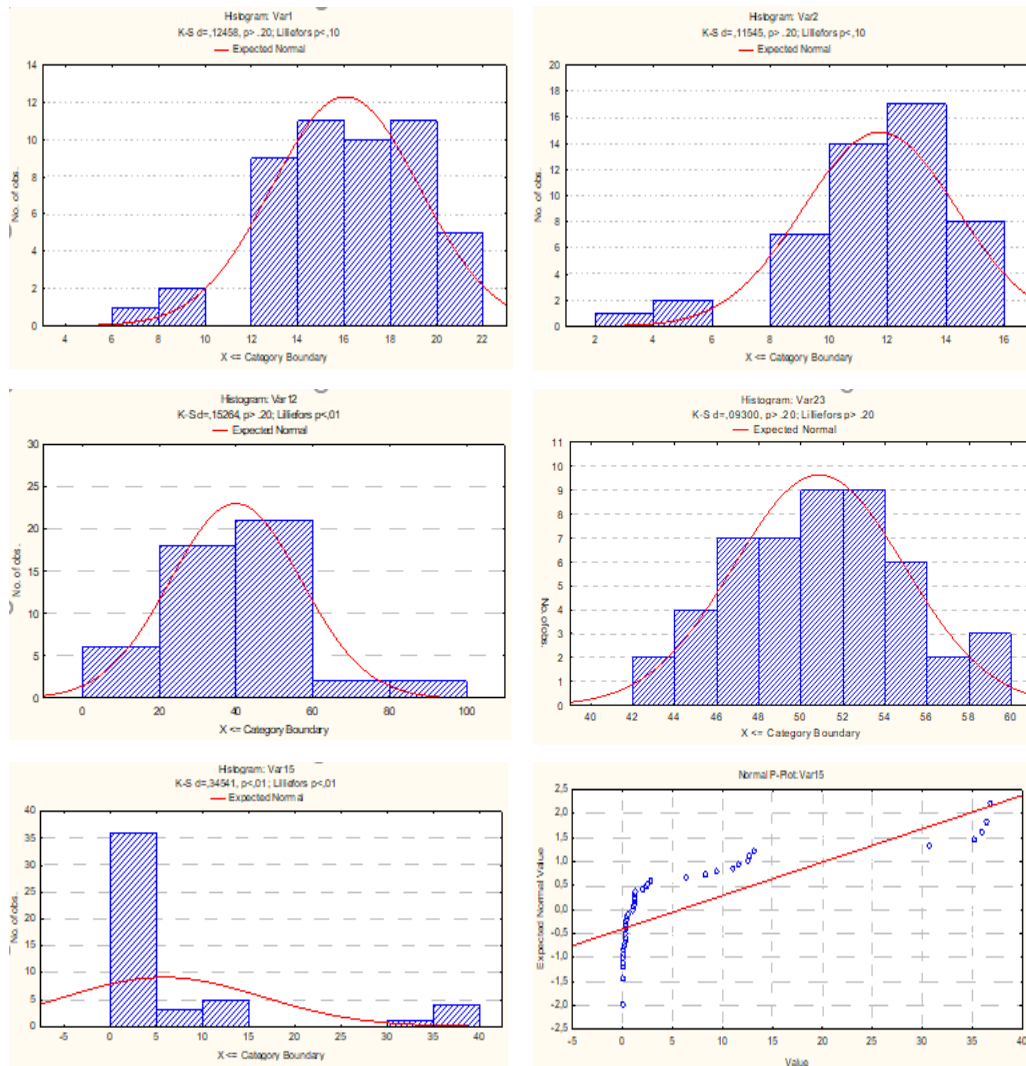 Histogram: Var1
K-S d=,12458, p> .20; Lilliefors p<,10
Expected Normal
14
12
10
8
6
4
2
0
No. of obs.
4 6 8 10 12 14 16 18 20 22
X <= Category Boundary
Histogram: Var2
K-S d=,11545, p> .20; Lilliefors p<,10
Expected Normal
20
18
16
14
12
10
8
6
4
2
0
No. of obs.
2 4 6 8 10 12 14 16
X <= Category Boundary
Histogram: Var12
K-S d=,15264, p> .20; Lilliefors p<,01
Expected Normal
30
25
20
15
10
5
0
No. of obs.
0 20 40 60 80 100
X <= Category Boundary
Histogram: Var23
K-S d=,09300, p> .20; Lilliefors p> .20
Expected Normal
11
10
9
8
7
6
5
4
3
2
1
0
No. of obs.
40 42 44 46 48 50 52 54 56 58 60
X <= Category Boundary
Histogram: Var15
K-S d=,34541, p<,01; Lilliefors p<,01
Expected Normal
40
35
30
25
20
15
10
5
0
No. of obs.
-5 0 5 10 15 20 25 30 35 40
X <= Category Boundary
Normal P-Plot: Var15
2,5
2,0
1,5
1,0
0,5
0,0
-0,5
-1,0
-1,5
-2,0
-2,5
Expected Normal Value
-5 0 5 10 15 20 25 30 35 40
Value